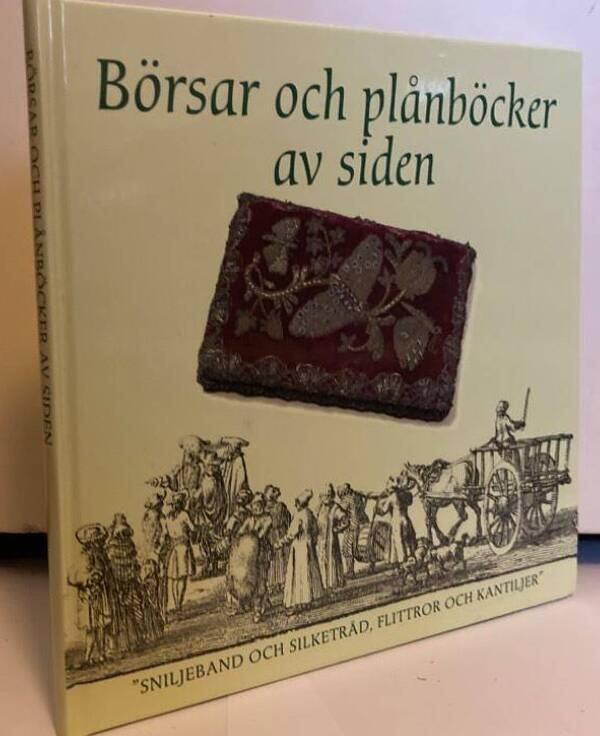 Börsar och plånböcker
av siden
BÖRSAR OCH PLÅNBÖCKER AV SIDEN
"SNILJEBAND OCH SILKETRÅD, FLITTROR OCH KANTILJER"